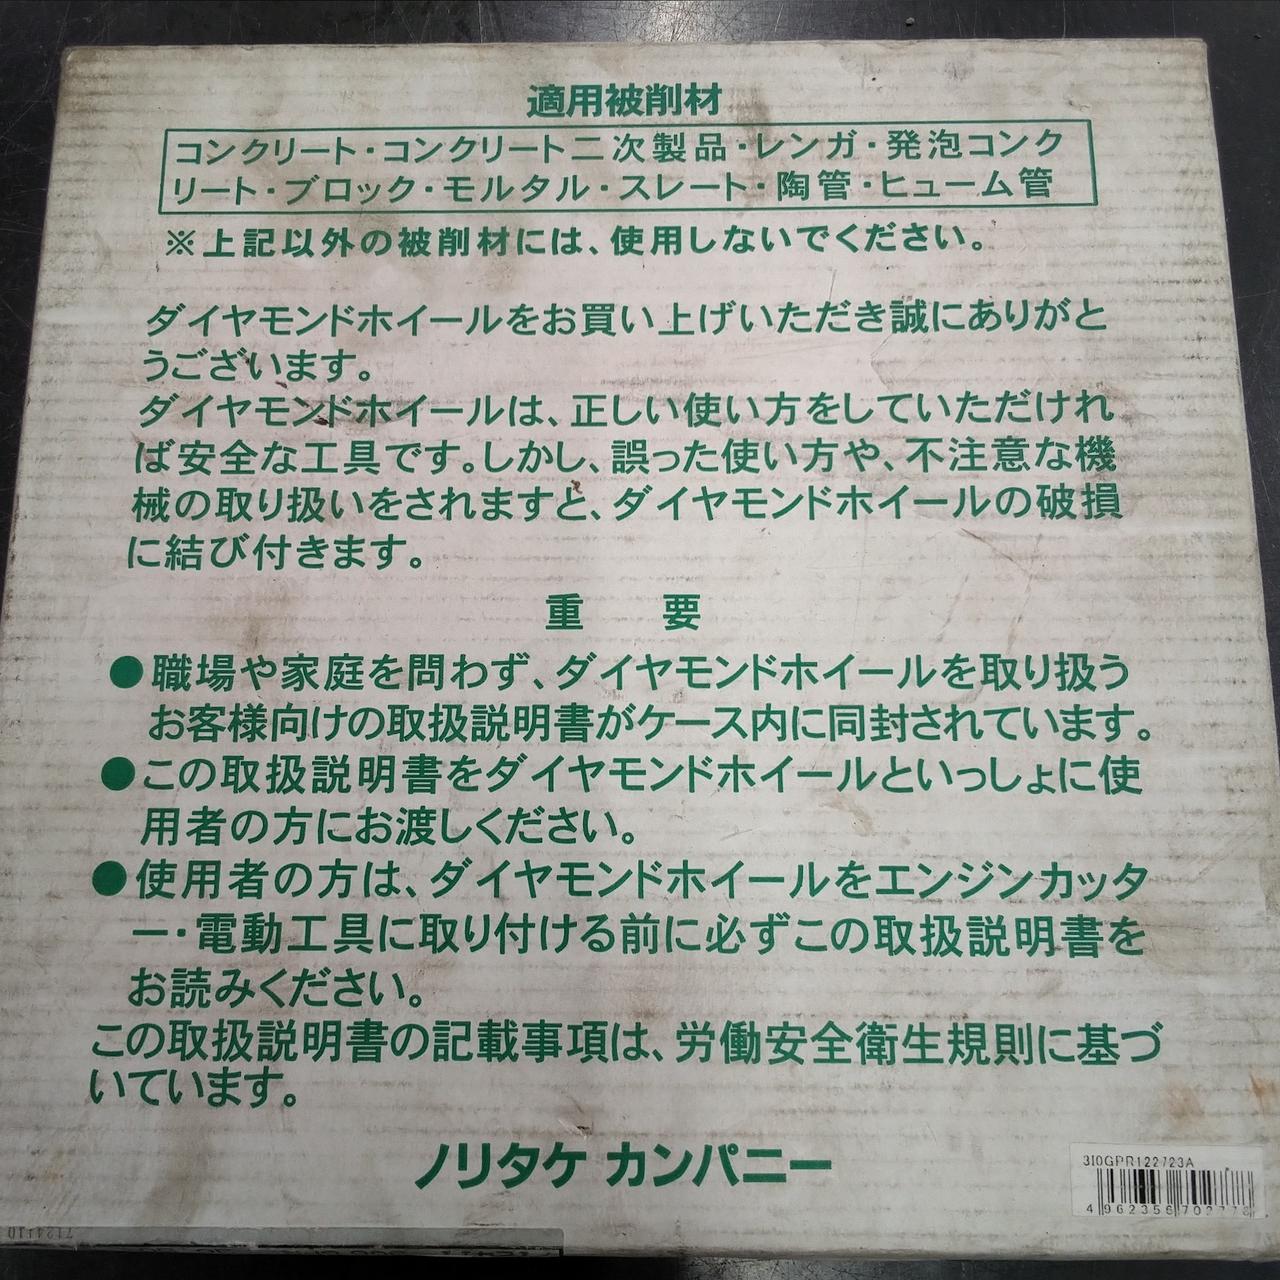 適用被削材
コンクリート・コンクリート二次製品・レンガ・発泡コンク
リート・ブロック・モルタル・スレート・陶管・ヒューム管
※上記以外の被削材には、使用しないでください。
ダイヤモンドホイールをお買い上げいただき誠にありがと
うございます。
ダイヤモンドホイールは、正しい使い方をしていただけれ
ば安全な工具です。しかし、誤った使い方や、不注意な機
械の取り扱いをされますと、ダイヤモンドホイールの破損
に結び付きます。
重 要
●職場や家庭を問わず、ダイヤモンドホイールを取り扱う
お客様向けの取扱説明書がケース内に同封されています。
●この取扱説明書をダイヤモンドホイールといっしょに使
用者の方にお渡しください。
●使用者の方は、ダイヤモンドホイールをエンジンカッタ
ー・電動工具に取り付ける前に必ずこの取扱説明書を
お読みください。
この取扱説明書の記載事項は、労働安全衛生規則に基づ
いています。
ノリタケ カンパニー
3I0GPR122723A
4 962356 702778